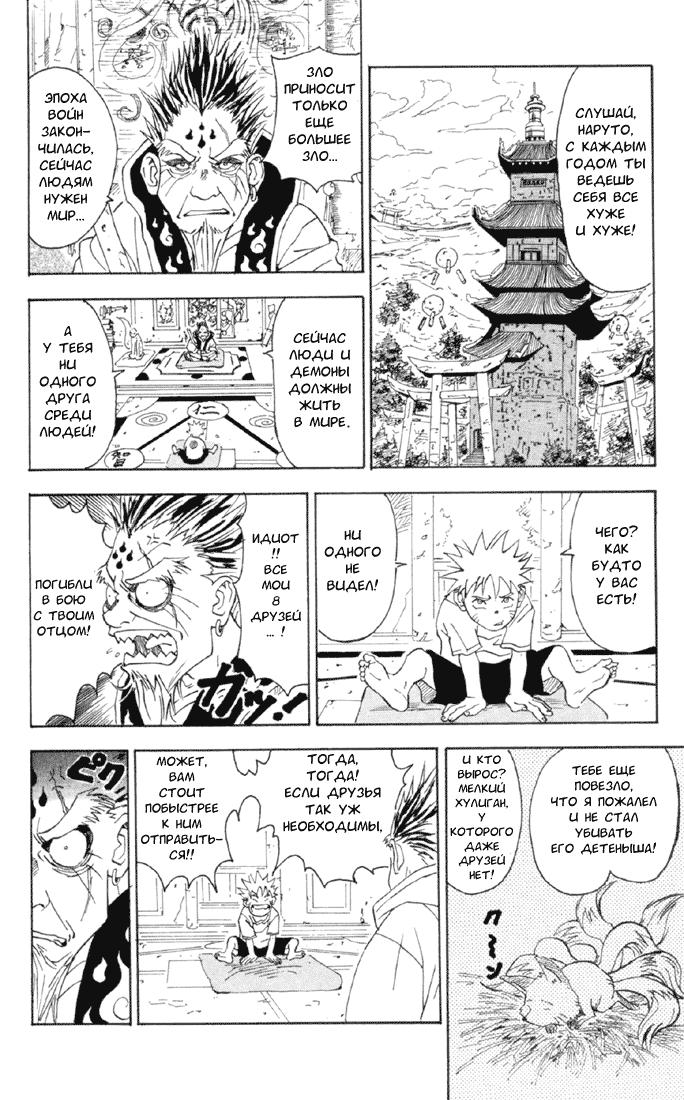 СЛУШАЙ,
НАРУТО,
С КАЖДЫМ
ГОДОМ ТЫ
ВЕДЕШЬ
СЕБЯ ВСЕ
ХУЖЕ
И ХУЖЕ!
ЗЛО
ПРИНОСИТ
ТОЛЬКО
ЕЩЕ
БОЛЬШЕЕ
ЗЛО...
ЭПОХА
ВОЙН
ЗАКОН-
ЧИЛАСЬ,
СЕЙЧАС
ЛЮДЯМ
НУЖЕН
МИР...
СЕЙЧАС
ЛЮДИ И
ДЕМОНЫ
ДОЛЖНЫ
ЖИТЬ
В МИРЕ.
А
У ТЕБЯ
НИ
ОДНОГО
ДРУГА
СРЕДИ
ЛЮДЕЙ!
ЧЕГО?
КАК
БУДТО
У ВАС
ЕСТЬ!
НИ
ОДНОГО
НЕ
ВИДЕЛ!
ИДИОТ
!!
ВСЕ
МОИ
8
ДРУЗЕЙ
... !
ПОГИБЛИ
В БОЮ
С ТВОИМ
ОТЦОМ!
ガッ!
ТЕБЕ ЕЩЕ
ПОВЕЗЛО,
ЧТО Я ПОЖАЛЕЛ
И НЕ СТАЛ
УБИВАТЬ
ЕГО ДЕТЕНЫША!
И КТО
ВЫРОС?
МЕЛКИЙ
ХУЛИГАН,
У
КОТОРОГО
ДАЖЕ
ДРУЗЕЙ
НЕТ!
ТОГДА,
ТОГДА!
ЕСЛИ ДРУЗЬЯ
ТАК УЖ
НЕОБХОДИМЫ,
МОЖЕТ,
ВАМ
СТОИТ
ПОБЫСТРЕЕ
К НИМ
ОТПРАВИТЬ-
СЯ!!
ピク